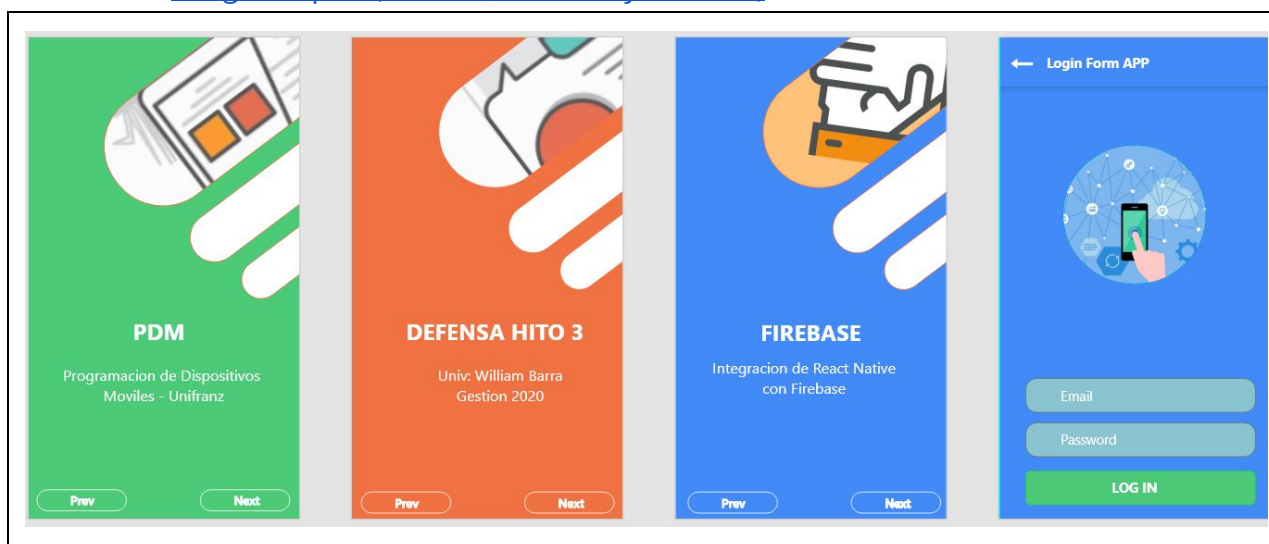 PDM
Programacion de Dispositivos
Moviles - Unifranz
Prev
Next
DEFENSA HITO 3
Univ: William Barra
Gestion 2020
Prev
Next
FIREBASE
Integracion de React Native
con Firebase
Prev
Next
Login Form APP
Email
Password
LOG IN